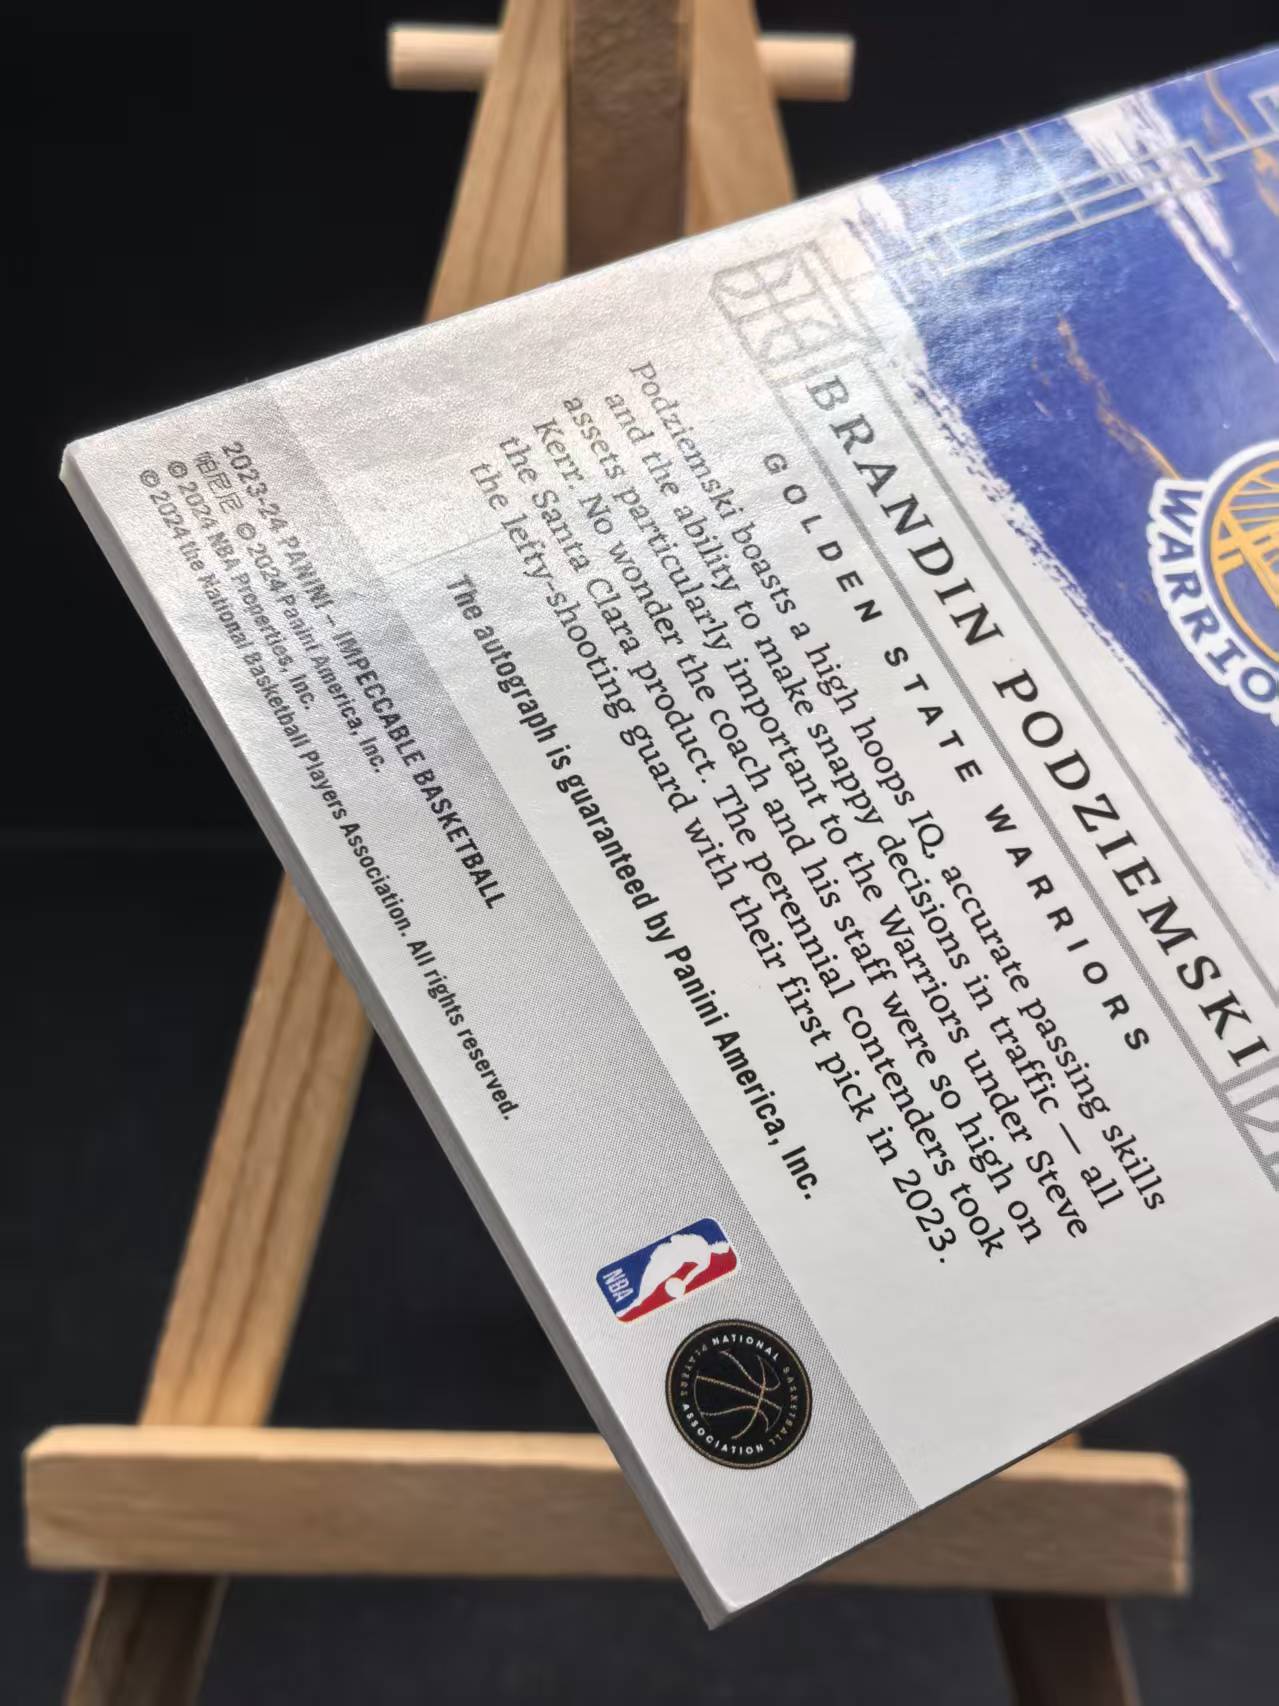 BRANDIN PODZIEMSKI
GOLDEN STATE WARRIORS
Podziemski boasts a high hoops IQ, accurate passing skills
and the ability to make snappy decisions in traffic — all
assets particularly important to the Warriors under Steve
Kerr. No wonder the coach and his staff were so high on
the Santa Clara product. The perennial contenders took
the lefty-shooting guard with their first pick in 2023.
The autograph is guaranteed by Panini America, Inc.
2023-24 PANINI – IMPECCABLE BASKETBALL
帕尼尼 © 2024 Panini America, Inc.
© 2024 NBA Properties, Inc.
© 2024 the National Basketball Players Association. All rights reserved.
NBA
NATIONAL BASKETBALL
PLAYERS ASSOCIATION